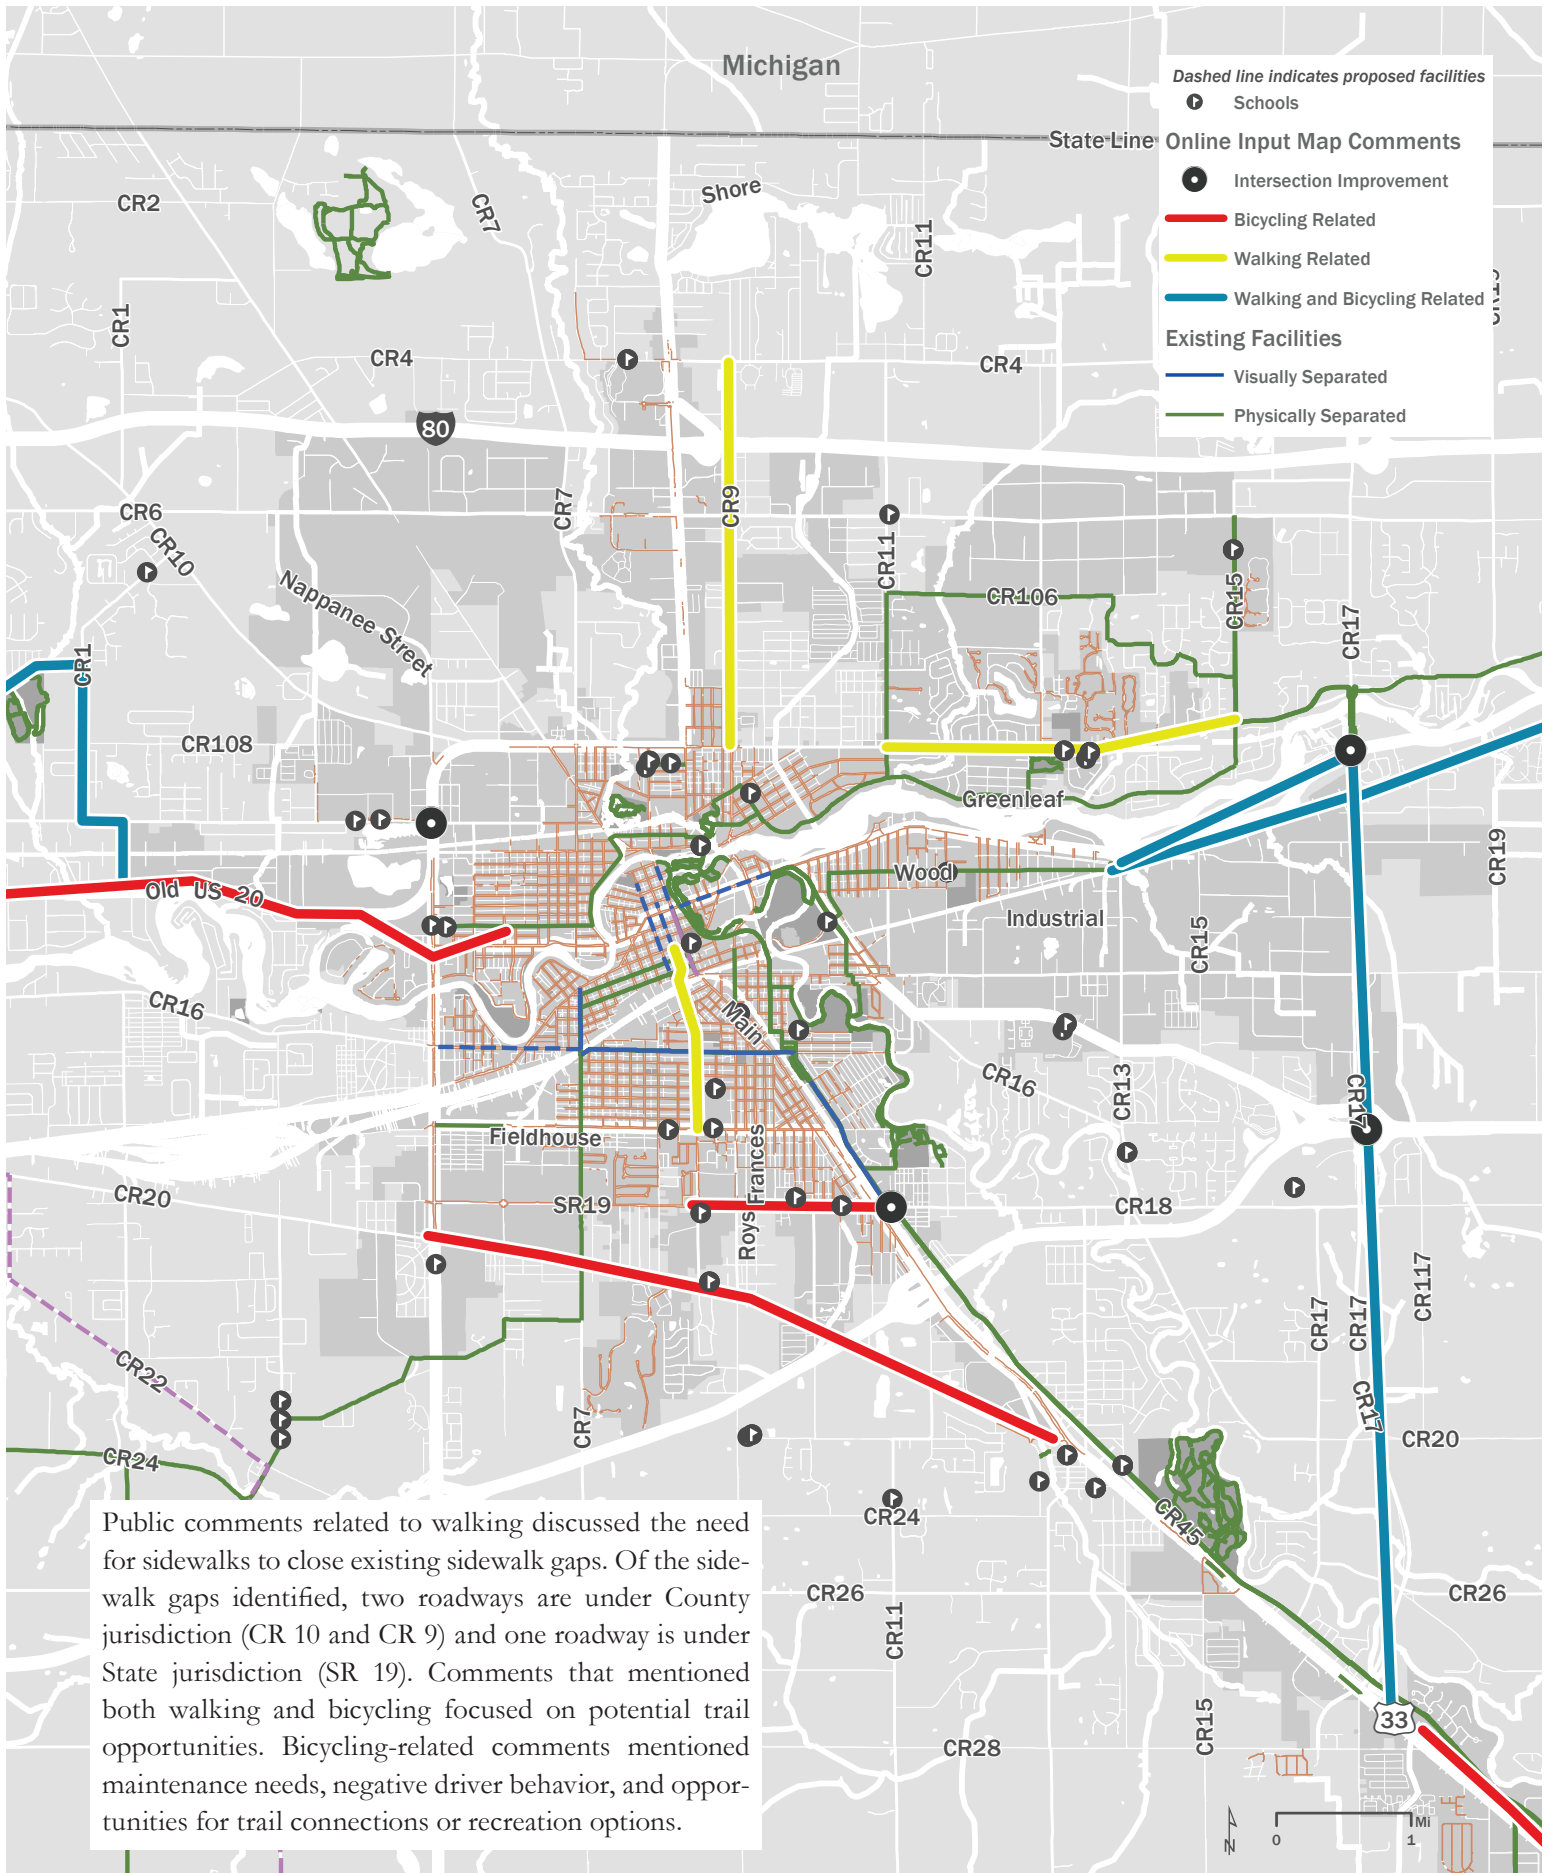 Michigan
Dashed line indicates proposed facilities
Schools
State Line
Online Input Map Comments
Intersection Improvement
Bicycling Related
Walking Related
Walking and Bicycling Related
Existing Facilities
Visually Separated
Physically Separated
CR2
CR7
Shore
CR11
CR1
CR4
CR4
80
CR6
CR10
CR7
CR9
CR11
CR106
CR15
CR17
Nappanee Street
CR1
CR108
Greenleaf
Old US 20
Wood
CR19
Industrial
CR15
CR16
Main
CR16
CR13
CR17
Fieldhouse
Frances
Roys
CR20
SR19
CR18
CR17
CR17
CR117
CR22
CR7
CR17
CR20
CR24
CR24
CR45
CR26
CR26
CR11
CR15
CR28
33
Public comments related to walking discussed the need
for sidewalks to close existing sidewalk gaps. Of the side-
walk gaps identified, two roadways are under County
jurisdiction (CR 10 and CR 9) and one roadway is under
State jurisdiction (SR 19). Comments that mentioned
both walking and bicycling focused on potential trail
opportunities. Bicycling-related comments mentioned
maintenance needs, negative driver behavior, and oppor-
tunities for trail connections or recreation options.
N
Mi
0 1